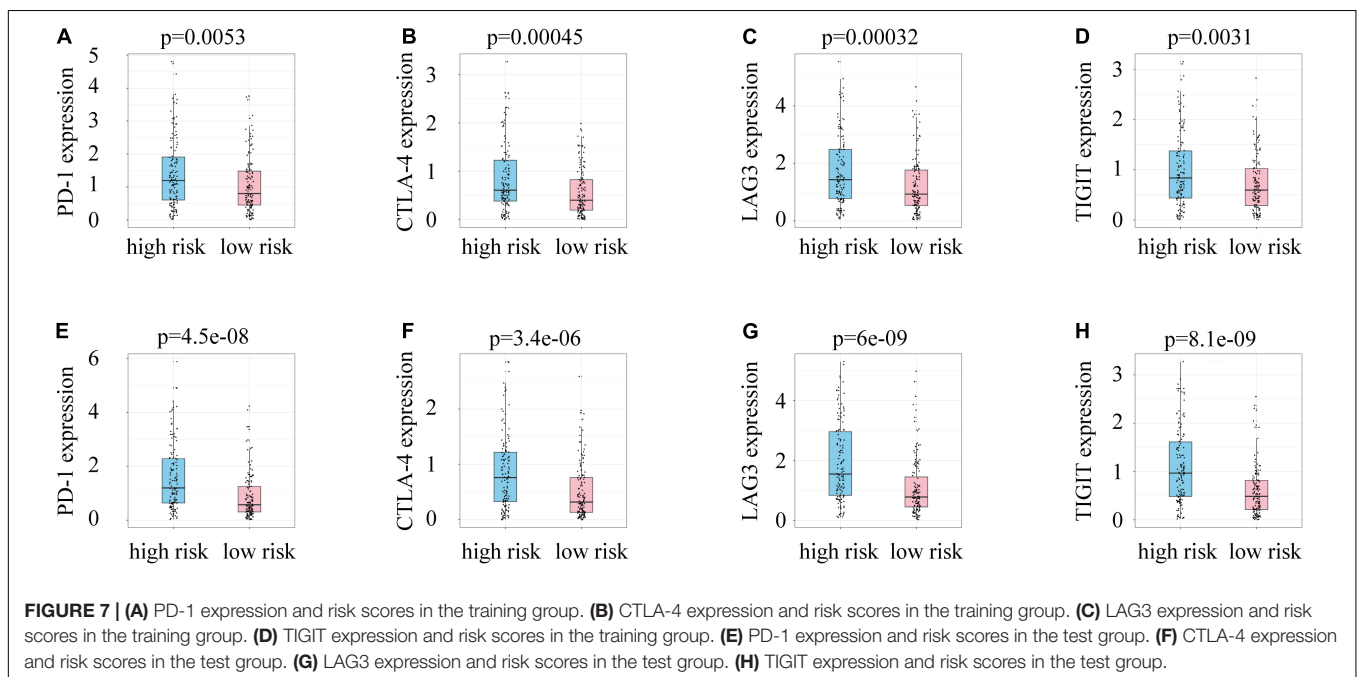 A
p=0.0053
PD-1 expression
5
4
3
2
1
0
high risk low risk
B
p=0.00045
CTLA-4 expression
3
2
1
0
high risk low risk
C
p=0.00032
LAG3 expression
4
2
0
high risk low risk
D
p=0.0031
TIGIT expression
3
2
1
0
high risk low risk
E
p=4.5e-08
PD-1 expression
6
4
2
0
high risk low risk
F
p=3.4e-06
CTLA-4 expression
2
1
0
high risk low risk
G
p=6e-09
LAG3 expression
4
2
0
high risk low risk
H
p=8.1e-09
TIGIT expression
3
2
1
0
high risk low risk
FIGURE 7 | (A) PD-1 expression and risk scores in the training group. (B) CTLA-4 expression and risk scores in the training group. (C) LAG3 expression and risk
scores in the training group. (D) TIGIT expression and risk scores in the training group. (E) PD-1 expression and risk scores in the test group. (F) CTLA-4 expression
and risk scores in the test group. (G) LAG3 expression and risk scores in the test group. (H) TIGIT expression and risk scores in the test group.